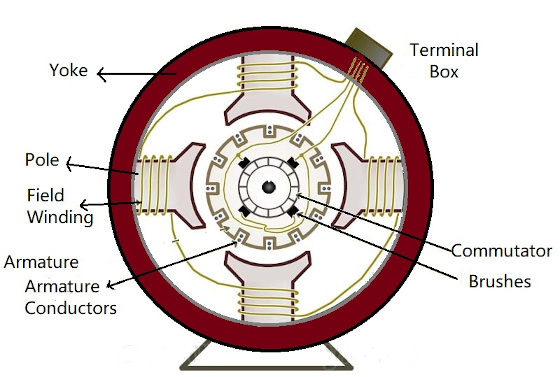 Terminal
Box
Yoke
Pole
Field
Winding
Armature
Armature
Conductors
Commutator
Brushes